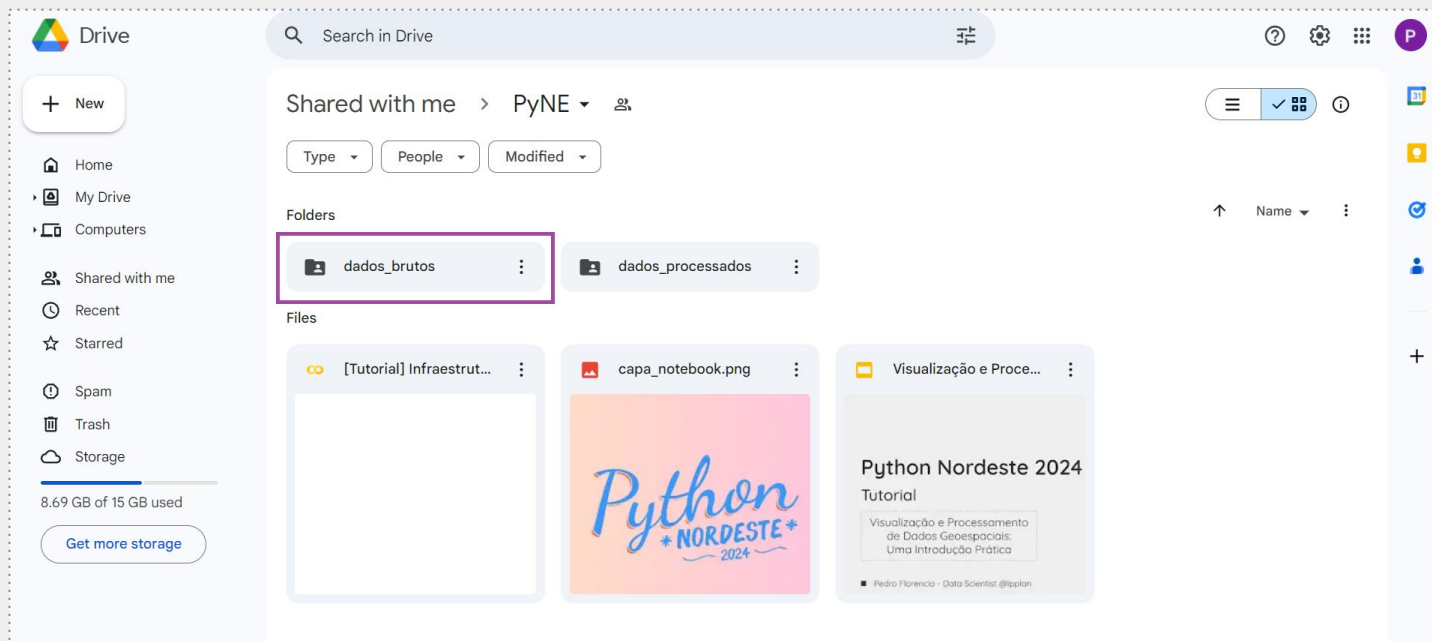 Drive
Search in Drive
P
New
Shared with me > PyNE
Type
People
Modified
Home
My Drive
Computers
Shared with me
Recent
Starred
Spam
Trash
Storage
8.69 GB of 15 GB used
Get more storage
Folders
Name
dados_brutos
dados_processados
Files
[Tutorial] Infraestrut...
capa_notebook.png
Visualização e Proce...
Python
NORDESTE
2024
Python Nordeste 2024
Tutorial
Visualização e Processamento
de Dados Geoespaciais:
Uma Introdução Prática
Pedro Florencio - Data Scientist @ipplan
31